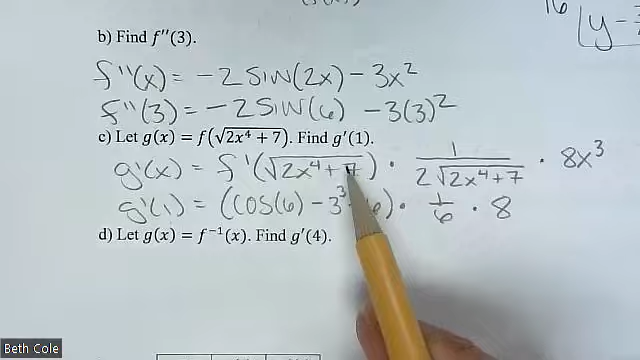 b) Find f''(3).
16
y -
f''(x) = -2 SIN(2x) - 3x²
f''(3) = -2 SIN(6) - 3(3)²
c) Let g(x) = f(√2x⁴ + 7). Find g'(1).
g'(x) = f'(√2x⁴+7) · 1/(2√2x⁴+7) · 8x³
g'(1) = (COS(6) - 3³ 6) · 1/6 · 8
d) Let g(x) = f⁻¹(x). Find g'(4).
Beth Cole